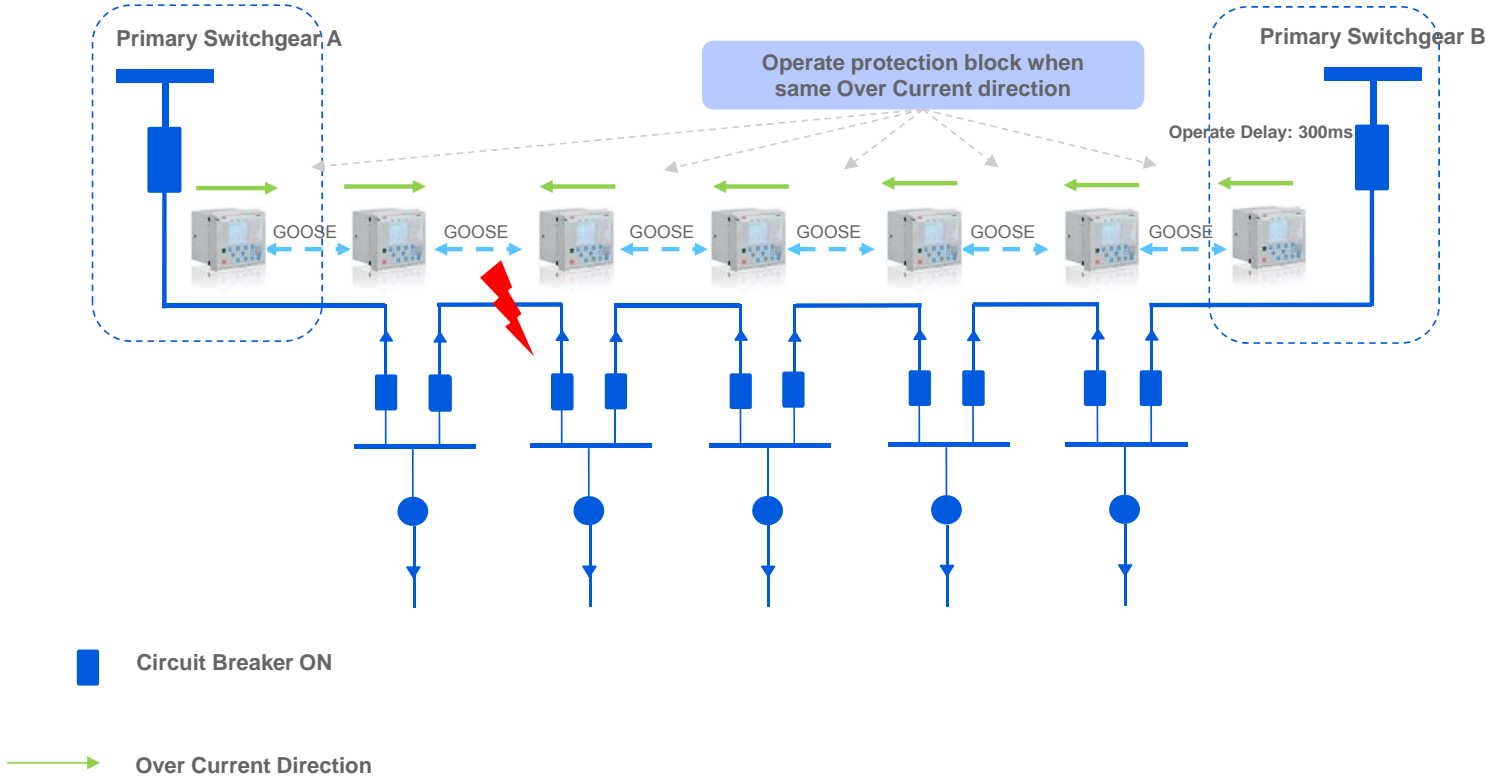 Primary Switchgear A
Primary Switchgear B
Operate protection block when
same Over Current direction
Operate Delay: 300ms
GOOSE
GOOSE
GOOSE
GOOSE
GOOSE
GOOSE
Circuit Breaker ON
Over Current Direction